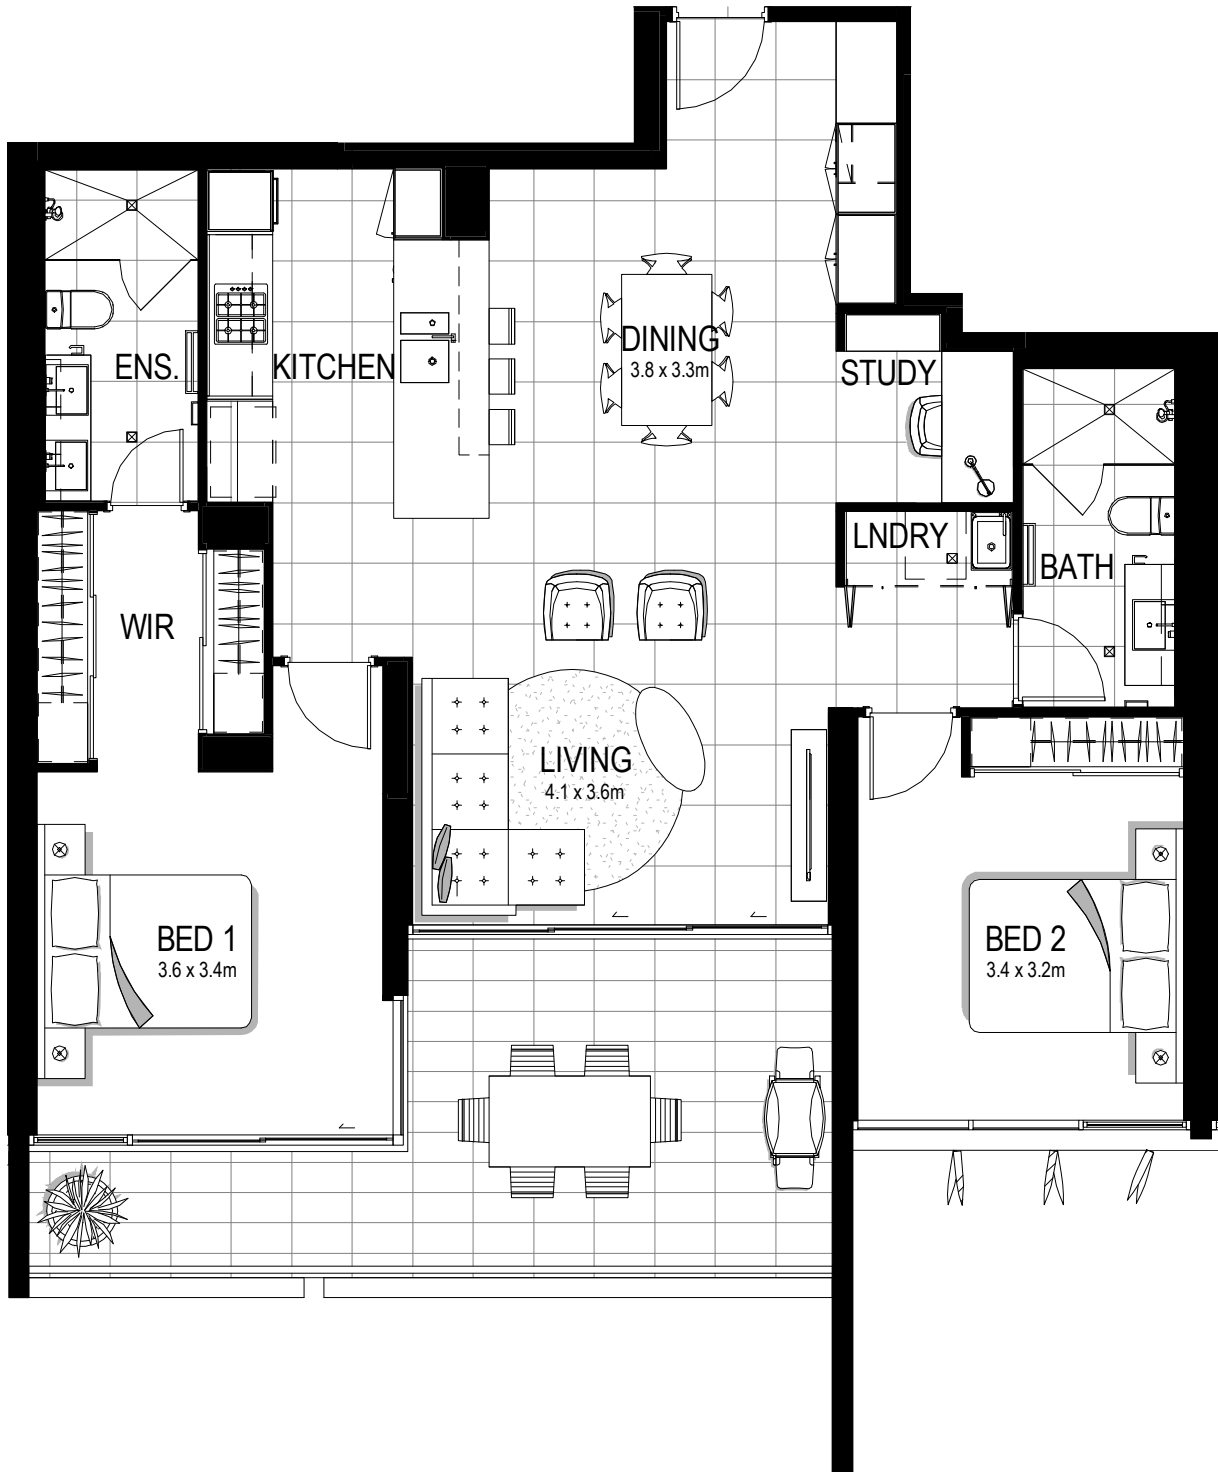 DINING
3.8 x 3.3m
ENS.
KITCHEN
STUDY
LNDRY
BATH
WIR
LIVING
4.1 x 3.6m
BED 1
3.6 x 3.4m
BED 2
3.4 x 3.2m